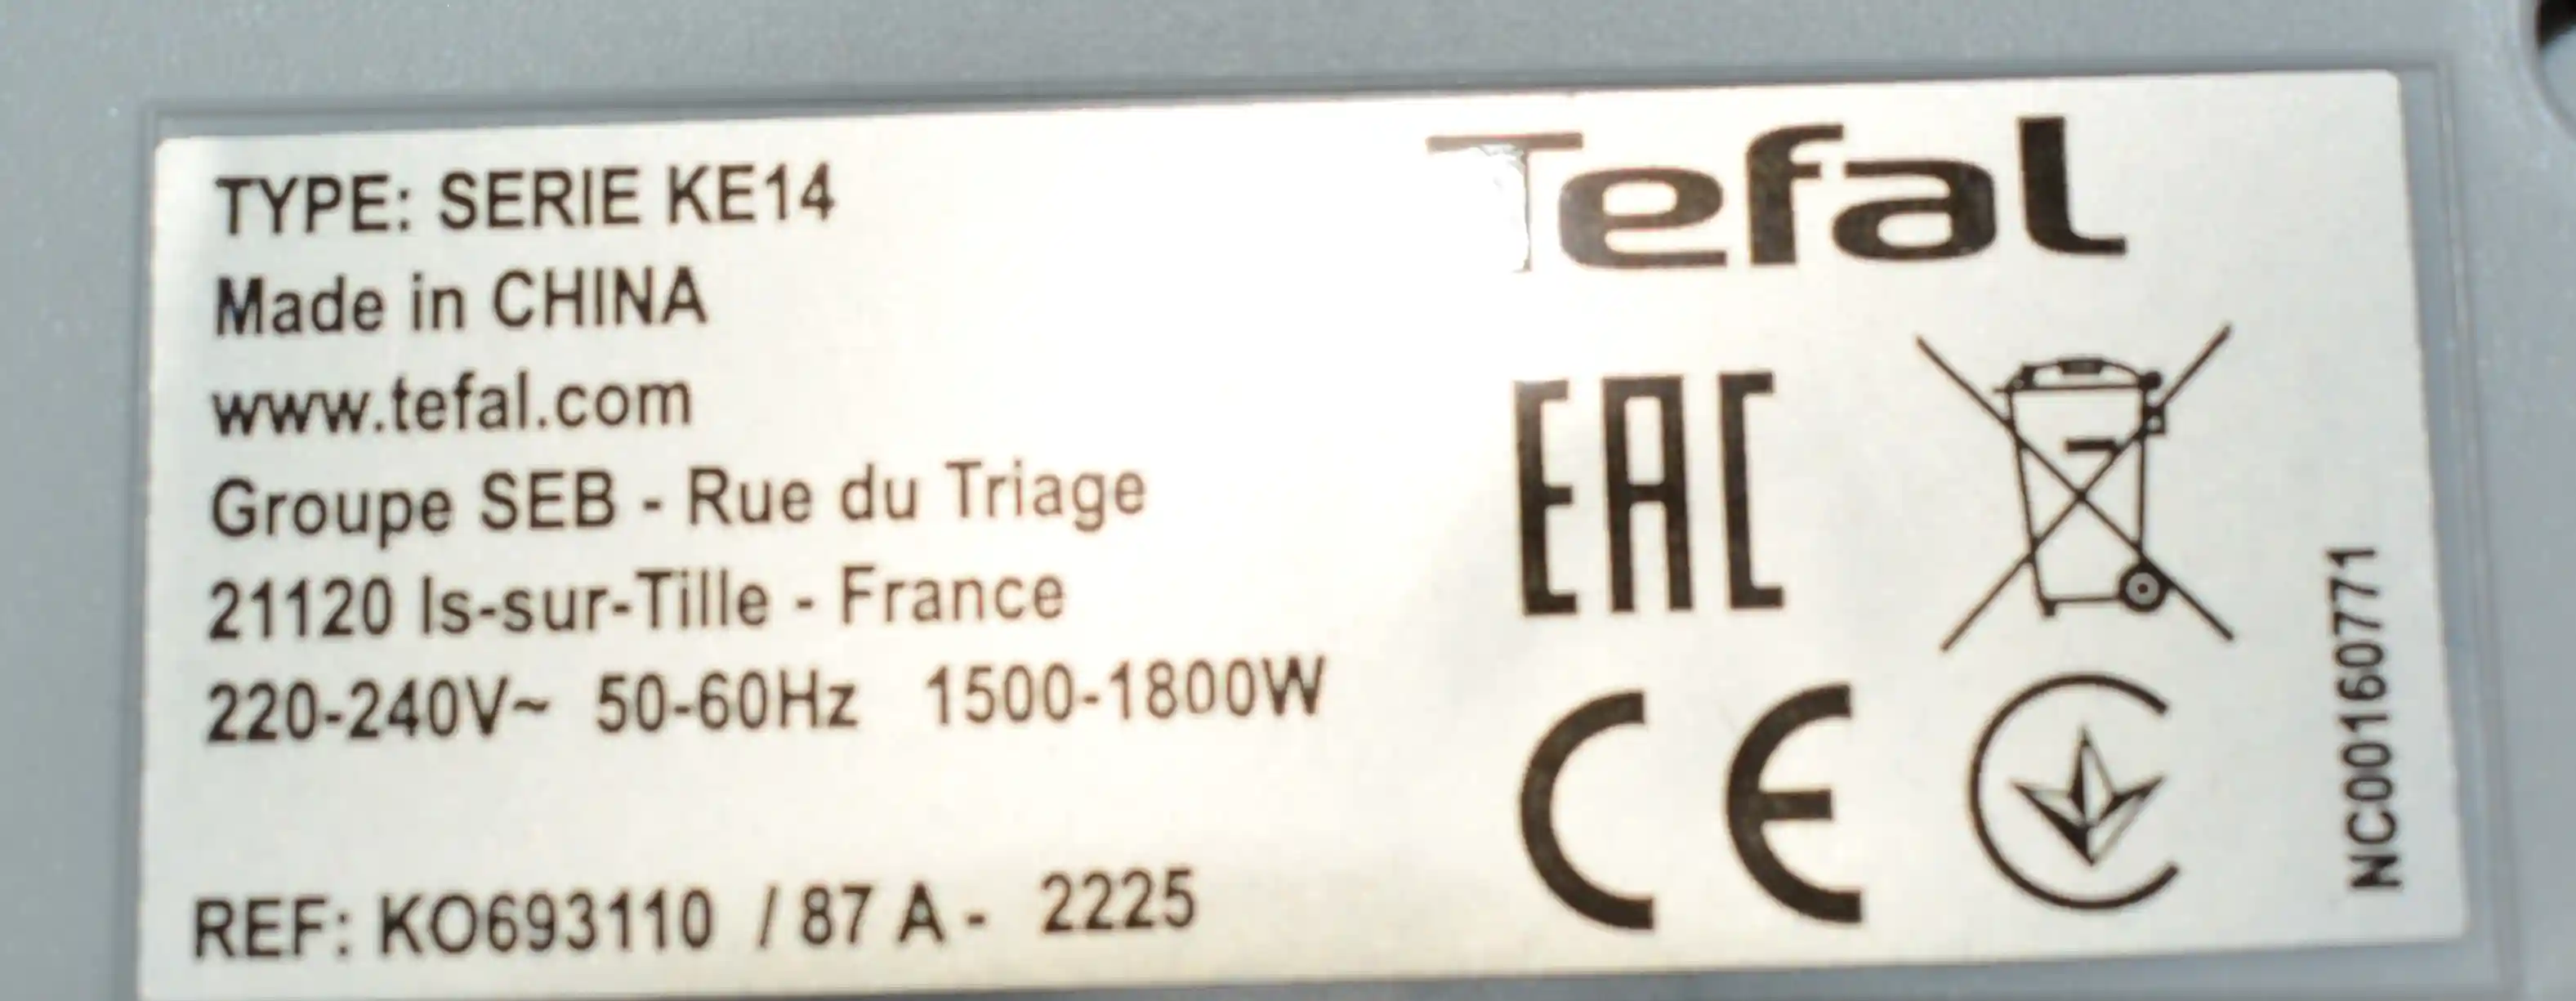 TYPE: SERIE KE14
Made in CHINA
www.tefal.com
Groupe SEB - Rue du Triage
21120 Is-sur-Tille - France
220-240V~ 50-60Hz 1500-1800W
REF: KO693110 / 87 A - 2225
Tefal
EAC
CE
NC00160771